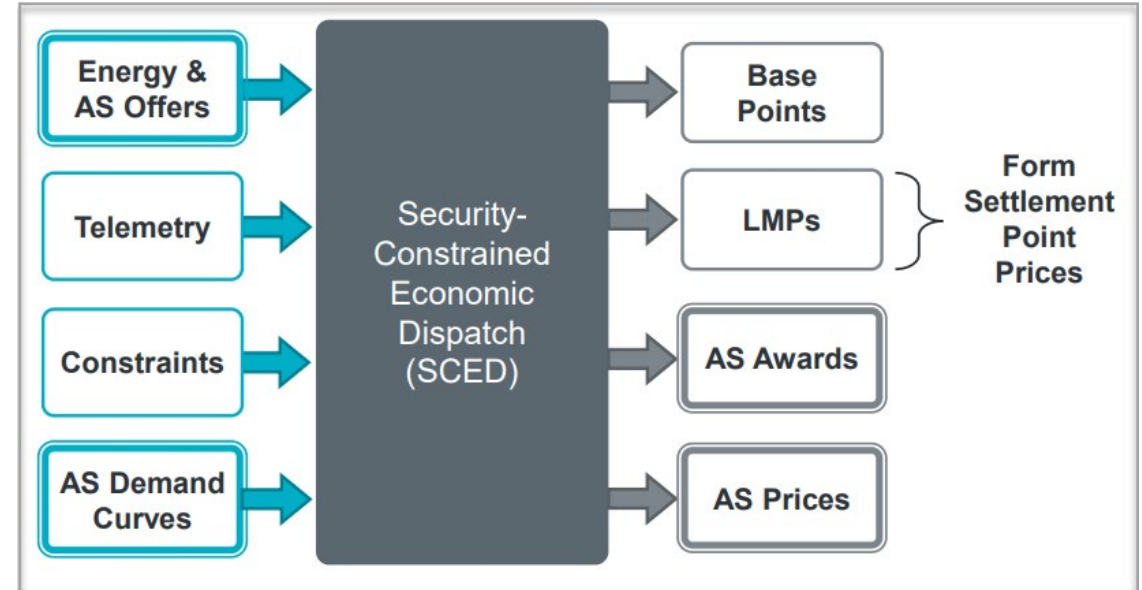 Energy &
AS Offers
Telemetry
Constraints
AS Demand
Curves
Security-
Constrained
Economic
Dispatch
(SCED)
Base
Points
LMPs
AS Awards
AS Prices
Form
Settlement
Point
Prices